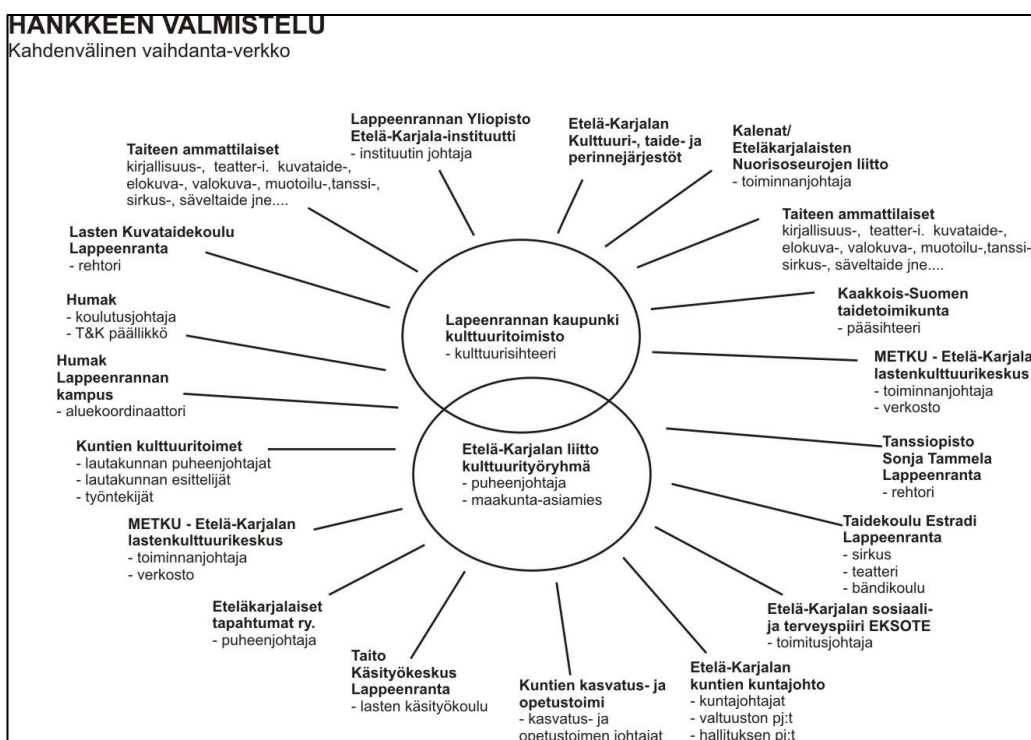 HANKKEEN VALMISTELU
Kahdenvälinen vaihdanta-verkko
Lappeenrannan Yliopisto
Etelä-Karjala-instituutti
- instituutin johtaja
Etelä-Karjalan
Kulttuuri-, taide- ja
perinnejärjestöt
Kalenat/
Eteläkarjalaisten
Nuorisoseurojen liitto
- toiminnanjohtaja
Taiteen ammattilaiset
kirjallisuus-, teatter-i. kuvataide-,
elokuva-, valokuva-, muotoilu-,tanssi-,
sirkus-, säveltaide jne....
Taiteen ammattilaiset
kirjallisuus-, teatter-i. kuvataide-,
elokuva-, valokuva-, muotoilu-,tanssi-
sirkus-, säveltaide jne....
Lasten Kuvataidekoulu
Lappeenranta
- rehtori
Kaakkois-Suomen
taidetoimikunta
- pääsihteeri
Humak
- koulutusjohtaja
- T&K päällikkö
Lapeenrannan kaupunki
kulttuuritoimisto
- kulttuurisihteeri
METKU - Etelä-Karjala
lastenkulttuurikeskus
- toiminnanjohtaja
- verkosto
Humak
Lappeenrannan
kampus
- aluekoordinaattori
Kuntien kulttuuritoimet
- lautakunnan puheenjohtajat
- lautakunnan esittelijät
- työntekijät
Etelä-Karjalan liitto
kulttuurityöryhmä
- puheenjohtaja
- maakunta-asiamies
Tanssiopisto
Sonja Tammela
Lappeenranta
- rehtori
METKU - Etelä-Karjalan
lastenkulttuurikeskus
- toiminnanjohtaja
- verkosto
Taidekoulu Estradi
Lappeenranta
- sirkus
- teatteri
- bändikoulu
Eteläkarjalaiset
tapahtumat ry.
- puheenjohtaja
Etelä-Karjalan sosiaali-
ja terveyspiiri EKSOTE
- toimitusjohtaja
Taito
Käsityökeskus
Lappeenranta
- lasten käsityökoulu
Kuntien kasvatus- ja
opetustoimi
- kasvatus- ja
opetustoimen johtajat
Etelä-Karjalan
kuntien kuntajohto
- kuntajohtajat
- valtuuston pj:t
- hallituksen pj:t